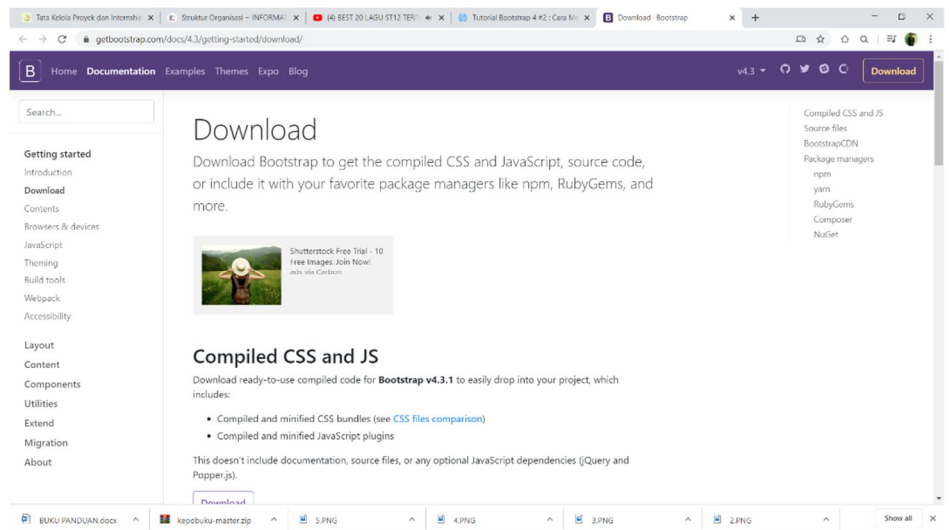 Tata Kelola Proyek dan Internship
Struktur Organisasi – INFORMAT
(4) BEST 20 LAGU ST12 TERP
Tutorial Bootstrap 4 #2 : Cara Me
Download · Bootstrap
getbootstrap.com/docs/4.3/getting-started/download/
B Home Documentation Examples Themes Expo Blog
v4.3
Download
Search...
Getting started
Introduction
Download
Contents
Browsers & devices
JavaScript
Theming
Build tools
Webpack
Accessibility
Layout
Content
Components
Utilities
Extend
Migration
About
Download
Download Bootstrap to get the compiled CSS and JavaScript, source code,
or include it with your favorite package managers like npm, RubyGems, and
more.
Shutterstock Free Trial - 10
Free Images. Join Now!
ads via Carbon
Compiled CSS and JS
Download ready-to-use compiled code for Bootstrap v4.3.1 to easily drop into your project, which
includes:
• Compiled and minified CSS bundles (see CSS files comparison)
• Compiled and minified JavaScript plugins
This doesn't include documentation, source files, or any optional JavaScript dependencies (jQuery and
Popper.js).
Download
Compiled CSS and JS
Source files
BootstrapCDN
Package managers
npm
yarn
RubyGems
Composer
NuGet
BUKU PANDUAN.docx
kepobuku-master.zip
5.PNG
4.PNG
3.PNG
2.PNG
Show all